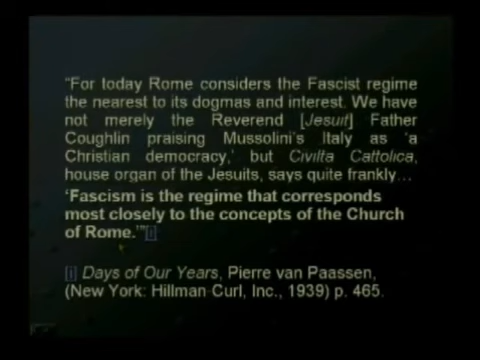 "For today Rome considers the Fascist regime
the nearest to its dogmas and interest. We have
not merely the Reverend [Jesuit] Father
Coughlin praising Mussolini's Italy as 'a
Christian democracy,' but Civilta Cattolica,
house organ of the Jesuits, says quite frankly...
'Fascism is the regime that corresponds
most closely to the concepts of the Church
of Rome.'"[i]
[i] Days of Our Years, Pierre van Paassen,
(New York: Hillman-Curl, Inc., 1939) p. 465.